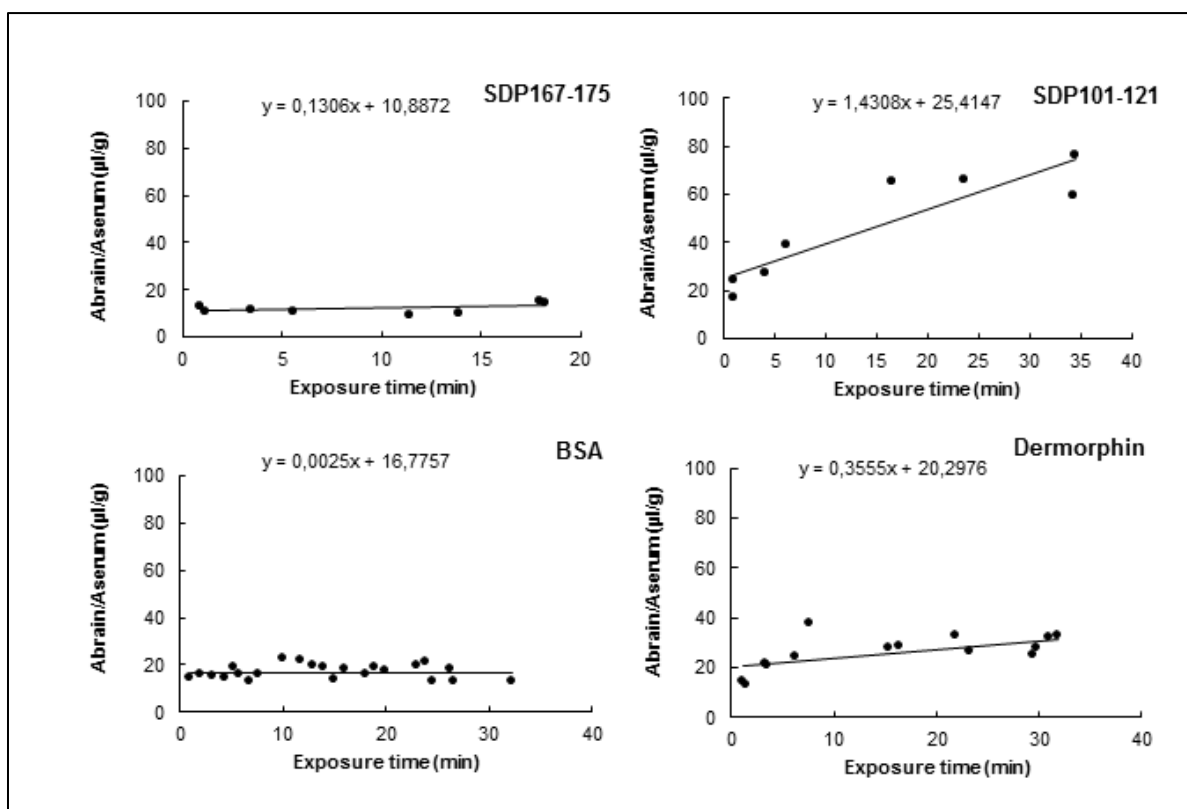 SDP167-175
y = 0,1306x + 10,8872
Abrain/Aserum (µl/g)
100
80
60
40
20
0
0 5 10 15 20
Exposure time (min)
SDP101-121
y = 1,4308x + 25,4147
Abrain/Aserum (µl/g)
100
80
60
40
20
0
0 5 10 15 20 25 30 35 40
Exposure time (min)
BSA
y = 0,0025x + 16,7757
Abrain/Aserum (µl/g)
100
80
60
40
20
0
0 10 20 30 40
Exposure time (min)
Dermorphin
y = 0,3555x + 20,2976
Abrain/Aserum (µl/g)
100
80
60
40
20
0
0 10 20 30 40
Exposure time (min)